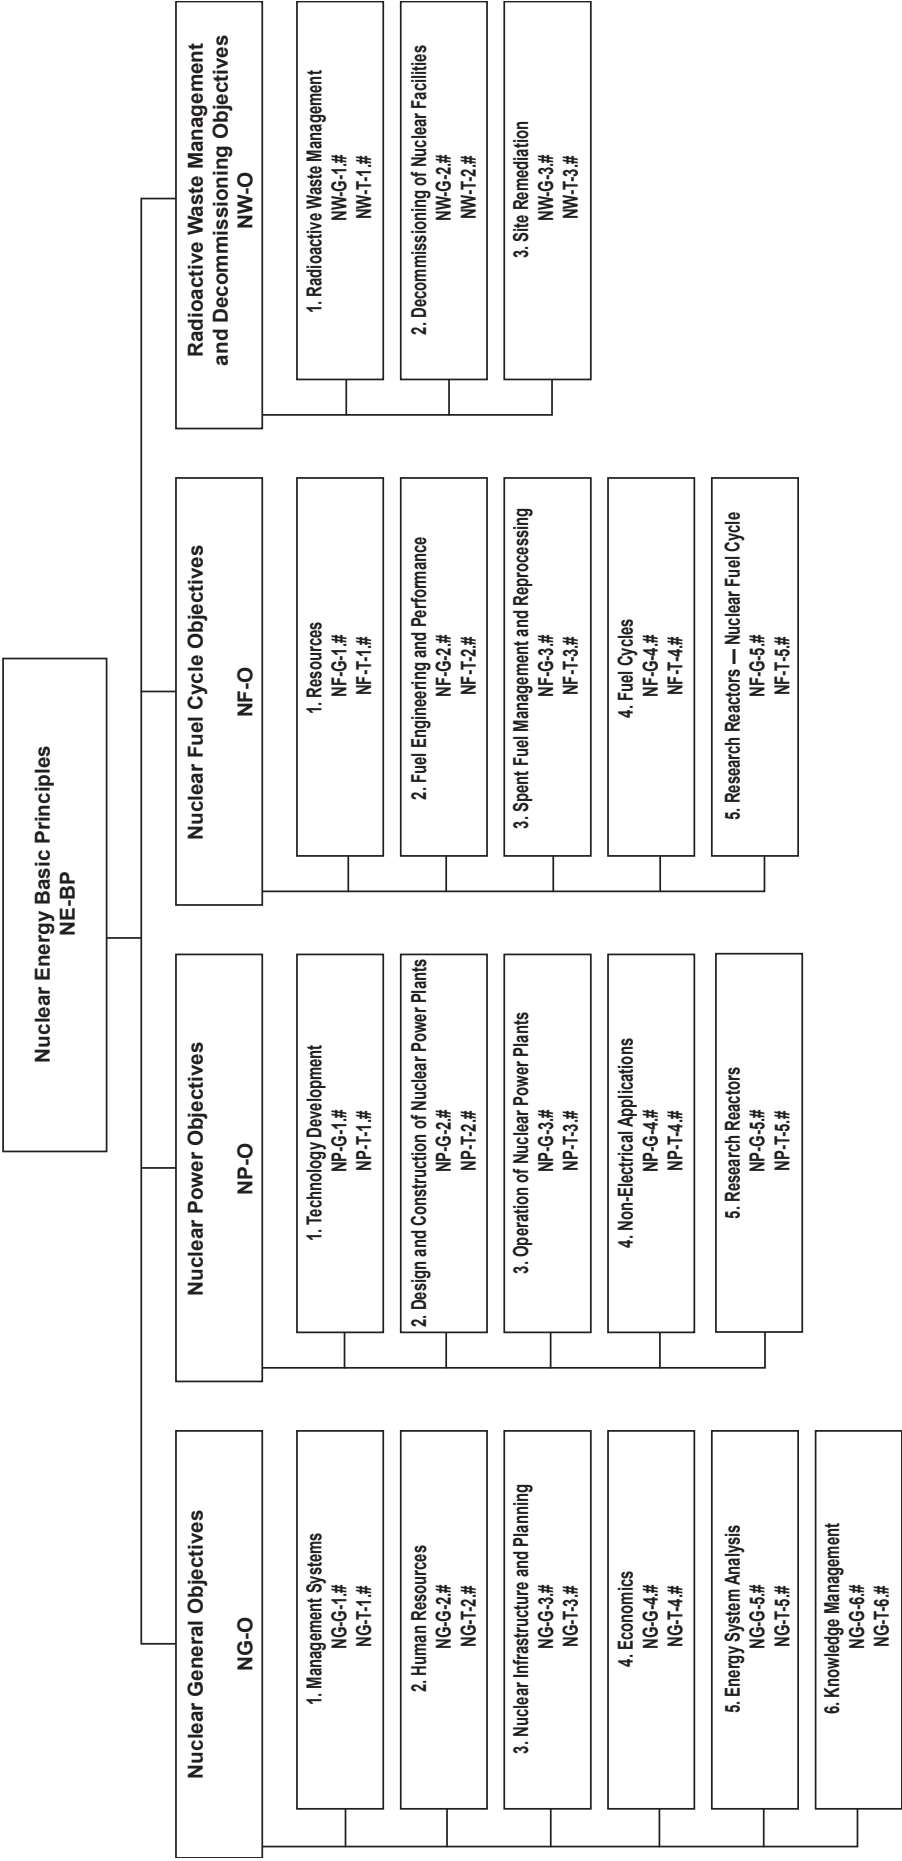 Nuclear Energy Basic Principles
NE-BP
Nuclear General Objectives
NG-O
1. Management Systems
NG-G-1.#
NG-T-1.#
2. Human Resources
NG-G-2.#
NG-T-2.#
3. Nuclear Infrastructure and Planning
NG-G-3.#
NG-T-3.#
4. Economics
NG-G-4.#
NG-T-4.#
5. Energy System Analysis
NG-G-5.#
NG-T-5.#
6. Knowledge Management
NG-G-6.#
NG-T-6.#
Nuclear Power Objectives
NP-O
1. Technology Development
NP-G-1.#
NP-T-1.#
2. Design and Construction of Nuclear Power Plants
NP-G-2.#
NP-T-2.#
3. Operation of Nuclear Power Plants
NP-G-3.#
NP-T-3.#
4. Non-Electrical Applications
NP-G-4.#
NP-T-4.#
5. Research Reactors
NP-G-5.#
NP-T-5.#
Nuclear Fuel Cycle Objectives
NF-O
1. Resources
NF-G-1.#
NF-T-1.#
2. Fuel Engineering and Performance
NF-G-2.#
NF-T-2.#
3. Spent Fuel Management and Reprocessing
NF-G-3.#
NF-T-3.#
4. Fuel Cycles
NF-G-4.#
NF-T-4.#
5. Research Reactors — Nuclear Fuel Cycle
NF-G-5.#
NF-T-5.#
Radioactive Waste Management
and Decommissioning Objectives
NW-O
1. Radioactive Waste Management
NW-G-1.#
NW-T-1.#
2. Decommissioning of Nuclear Facilities
NW-G-2.#
NW-T-2.#
3. Site Remediation
NW-G-3.#
NW-T-3.#